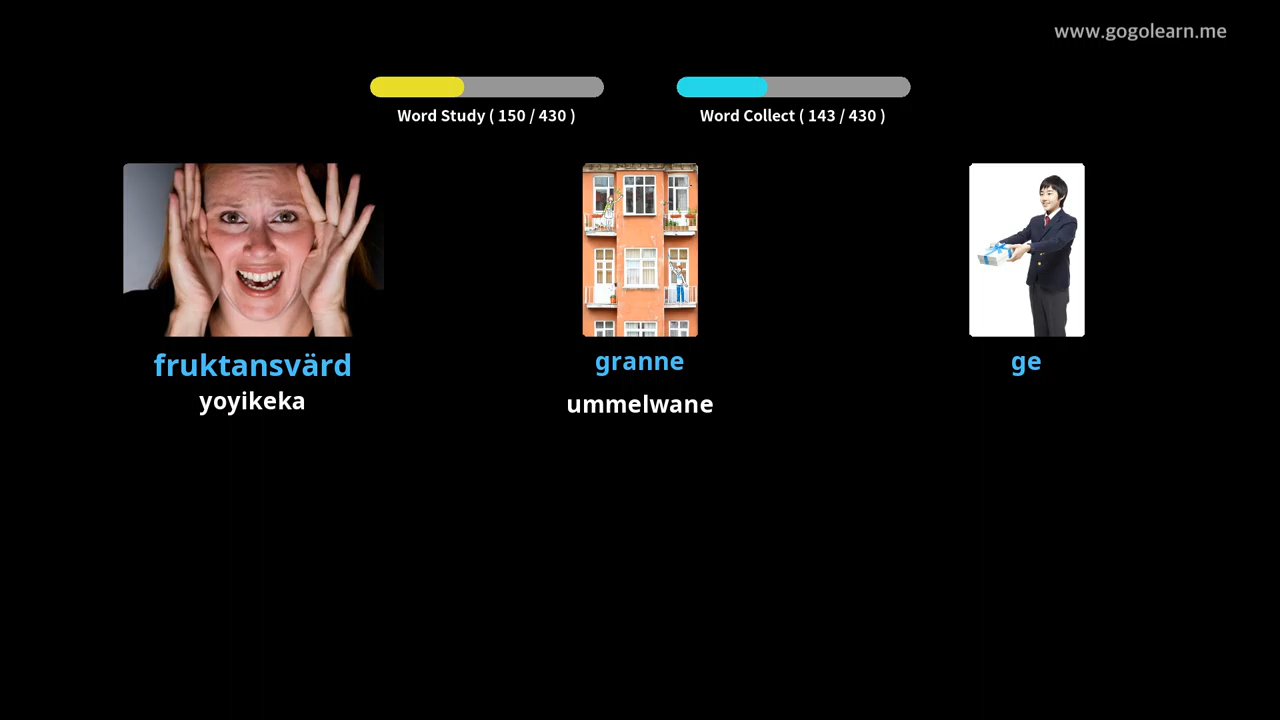 www.gogolearn.me
Word Study ( 150 / 430 )
Word Collect ( 143 / 430 )
fruktansvärd
yoyikeka
granne
ummelwane
ge